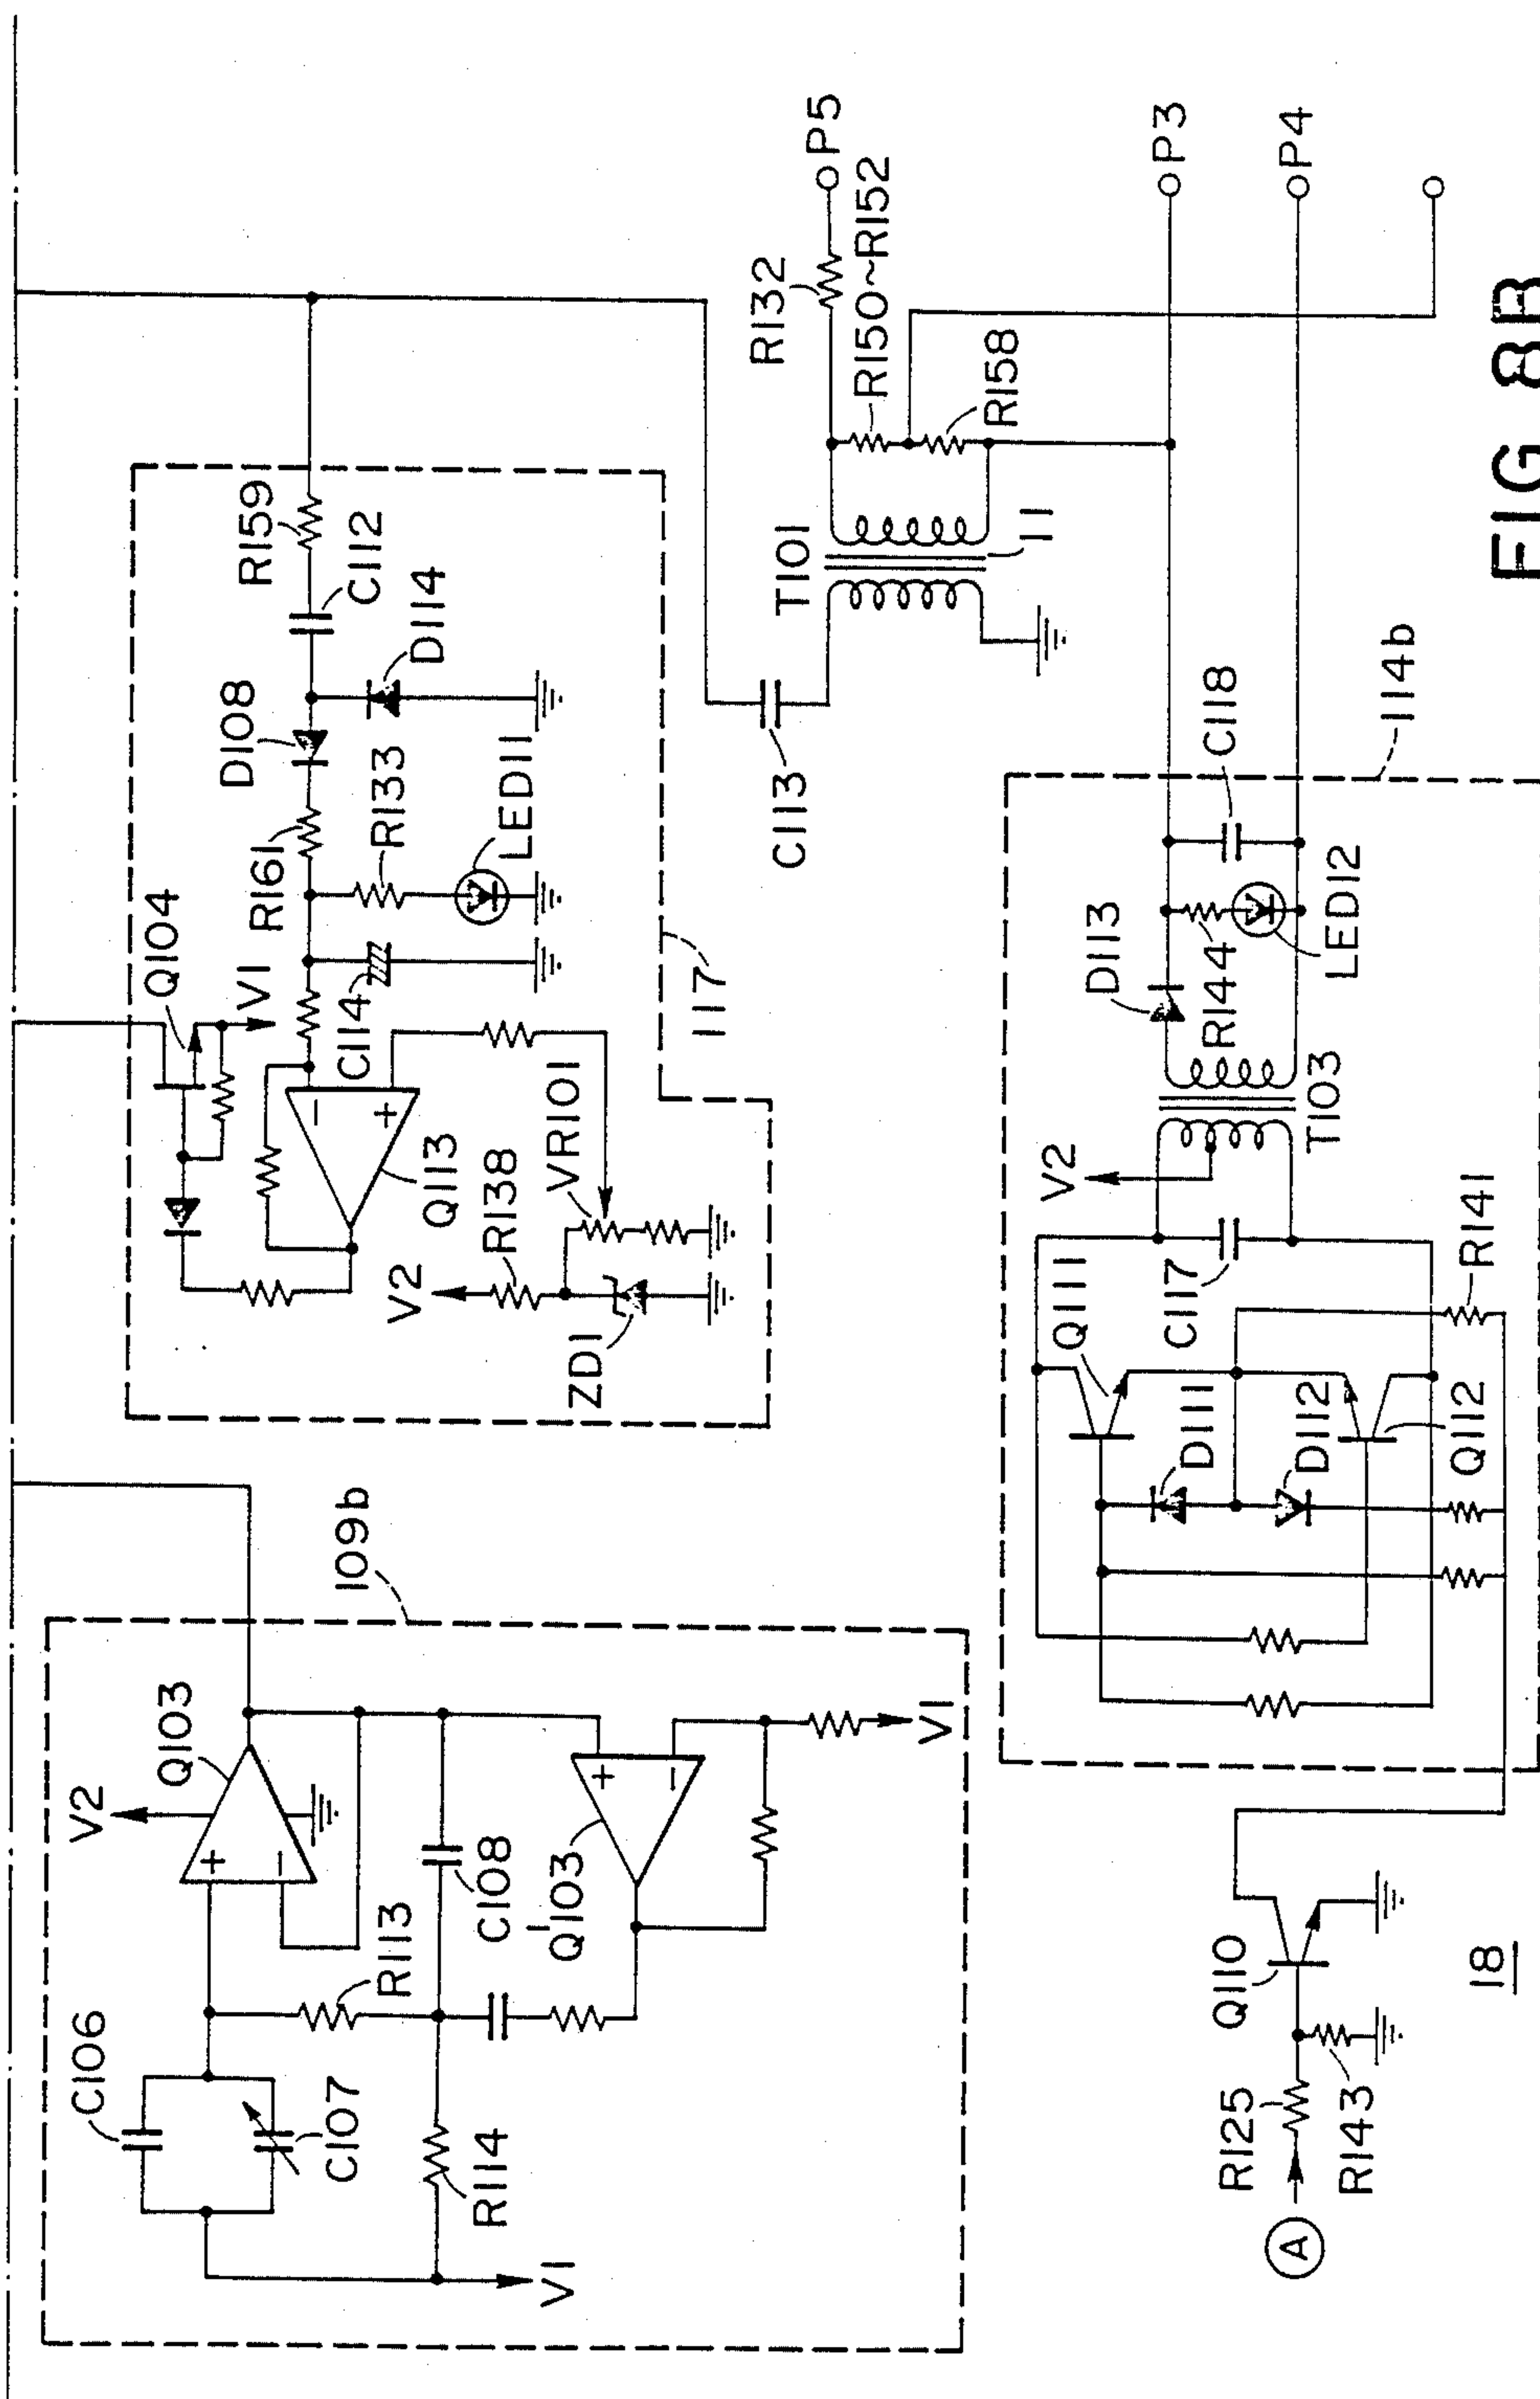 V2
Q103
C106
C107
R113
C108
Q'103
R114
V1
V1
109b
Q104
V1
R161
D108
R159
C112
D114
R133
LED11
C114
Q113
V2
R138
VR101
ZD1
117
C113
T101
11
R132
P5
R150~R152
R158
P3
P4
V2
Q111
D111
D112
Q112
C117
R141
T103
D113
R144
LED12
C118
114b
A
R125
R143
Q110
18
FIG 8B
-
+
+
-
+
-